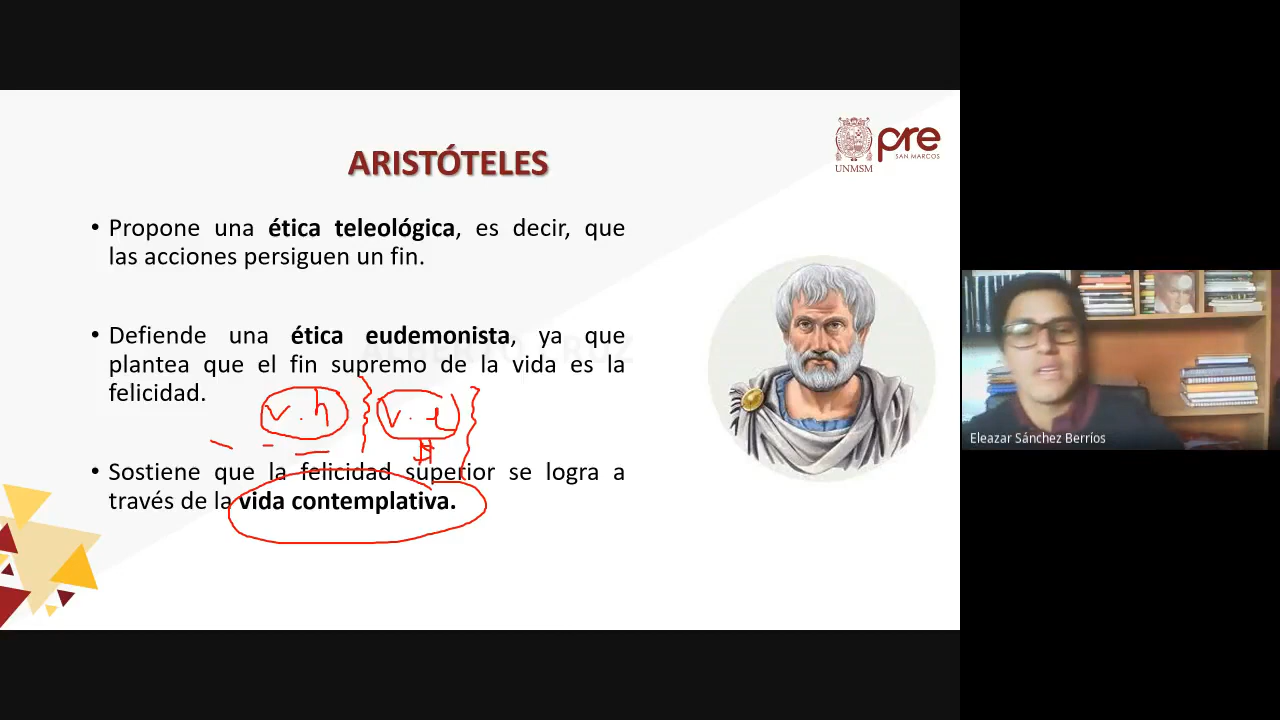 ARISTÓTELES
pre
SAN MARCOS
UNMSM
• Propone una ética teleológica, es decir, que
las acciones persiguen un fin.
• Defiende una ética eudemonista, ya que
plantea que el fin supremo de la vida es la
felicidad.
v.h
• Sostiene que la felicidad superior se logra a
través de la vida contemplativa.
Eleazar Sánchez Berríos